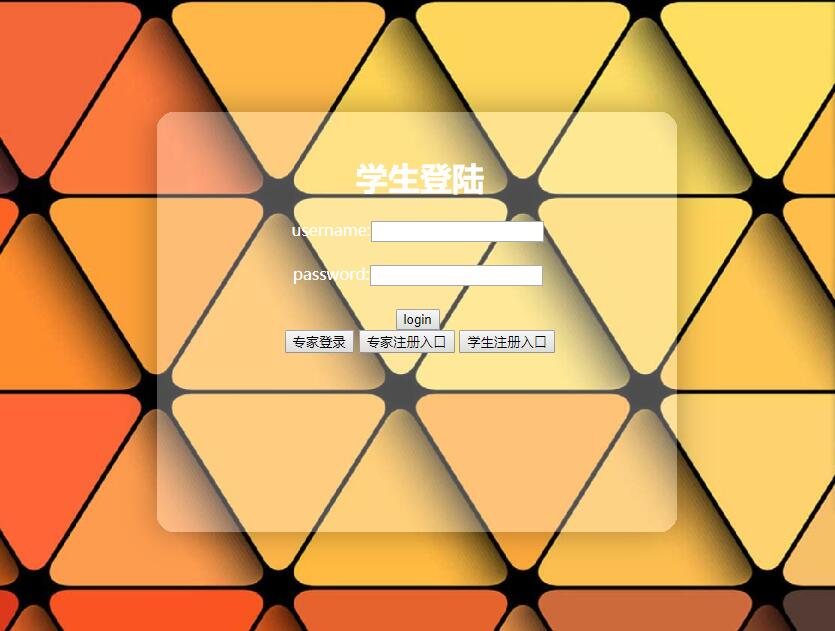 学生登陆
username:
password:
login
专家登录 专家注册入口 学生注册入口